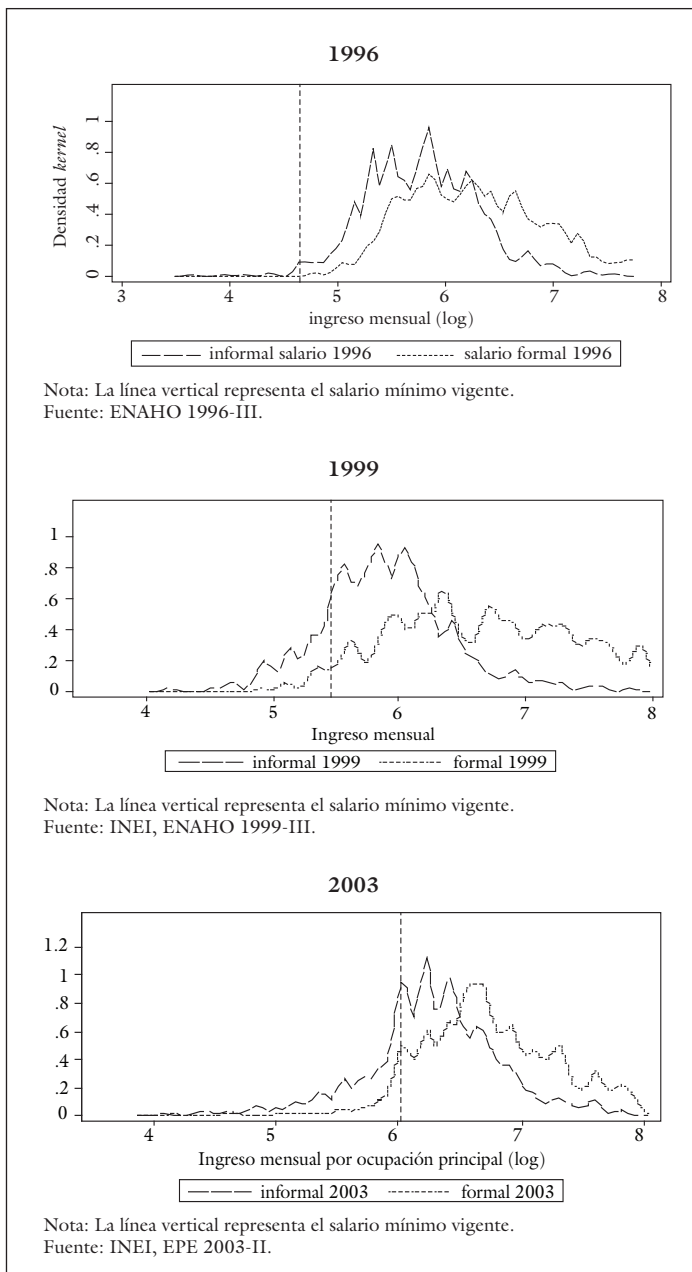 1996
Densidad kernel
1
.8
.6
.4
.2
0
3 4 5 6 7 8
ingreso mensual (log)
informal salario 1996 salario formal 1996
Nota: La línea vertical representa el salario mínimo vigente.
Fuente: ENAHO 1996-III.
1999
1
.8
.6
.4
.2
0
4 5 6 7 8
Ingreso mensual
informal 1999 formal 1999
Nota: La línea vertical representa el salario mínimo vigente.
Fuente: INEI, ENAHO 1999-III.
2003
1.2
1
.8
.6
.4
.2
0
4 5 6 7 8
Ingreso mensual por ocupación principal (log)
informal 2003 formal 2003
Nota: La línea vertical representa el salario mínimo vigente.
Fuente: INEI, EPE 2003-II.